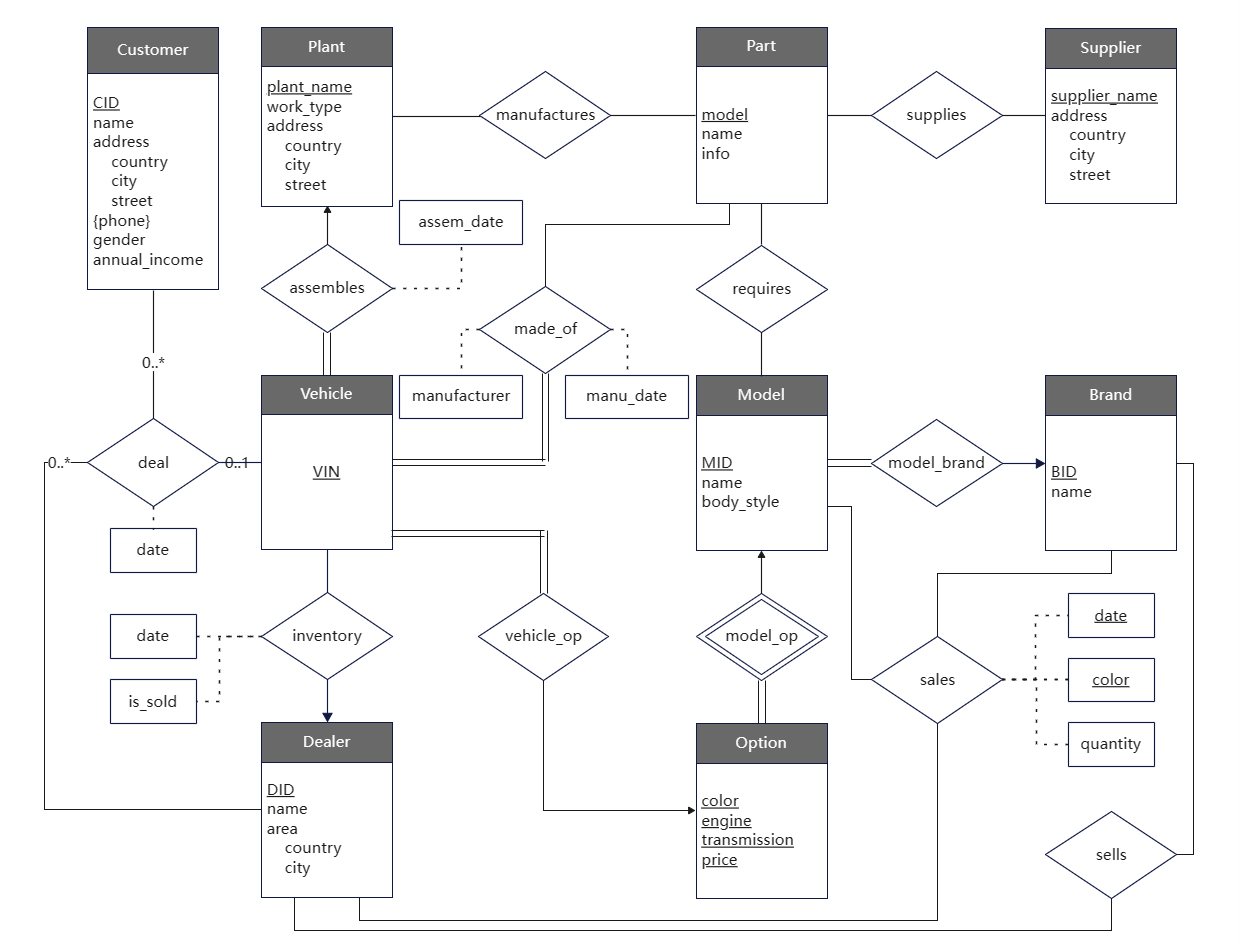 Customer
CID
name
address
country
city
street
{phone}
gender
annual_income
Plant
plant_name
work_type
address
country
city
street
manufactures
Part
model
name
info
supplies
Supplier
supplier_name
address
country
city
street
assem_date
assembles
made_of
requires
0..*
manufacturer
manu_date
Vehicle
VIN
Model
MID
name
body_style
model_brand
Brand
BID
name
0..*
deal
0..1
date
date
is_sold
inventory
vehicle_op
model_op
sales
date
color
quantity
Dealer
DID
name
area
country
city
Option
color
engine
transmission
price
sells